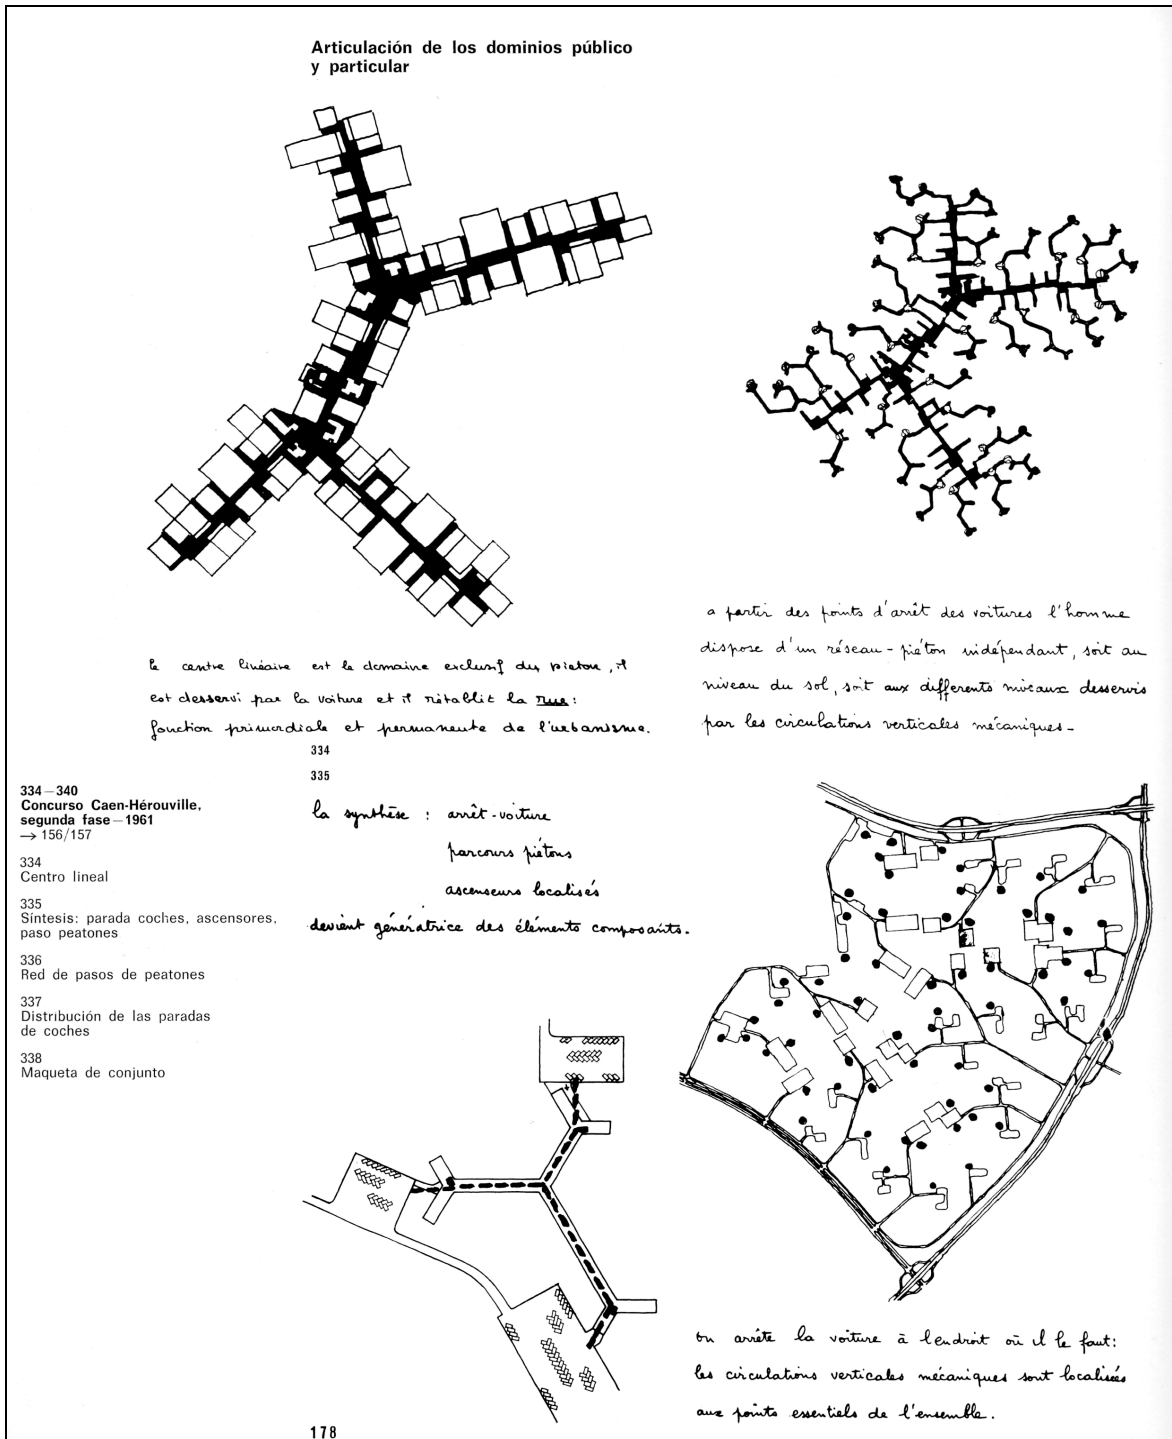 Articulación de los dominios público
y particular
le centre linéaire est le domaine exclusif du pieton, il
est desservi par la voiture et il rétablit la rue :
fonction primordiale et permanente de l'urbanisme.
a partir des points d'arrêt des voitures l'homme
dispose d'un réseau - piéton indépendant, soit au
niveau du sol, soit aux differents niveaux desservis
par les circulations verticales mécaniques -
334
335
334–340
Concurso Caen-Hérouville,
segunda fase–1961
→ 156/157
334
Centro lineal
335
Síntesis: parada coches, ascensores,
paso peatones
336
Red de pasos de peatones
337
Distribución de las paradas
de coches
338
Maqueta de conjunto
la synthèse : arrêt-voiture
parcours piétons
ascenseurs localisés
devient génératrice des éléments composants.
on arrête la voiture à l'endroit où il le faut :
les circulations verticales mécaniques sont localisées
aux points essentiels de l'ensemble.
178